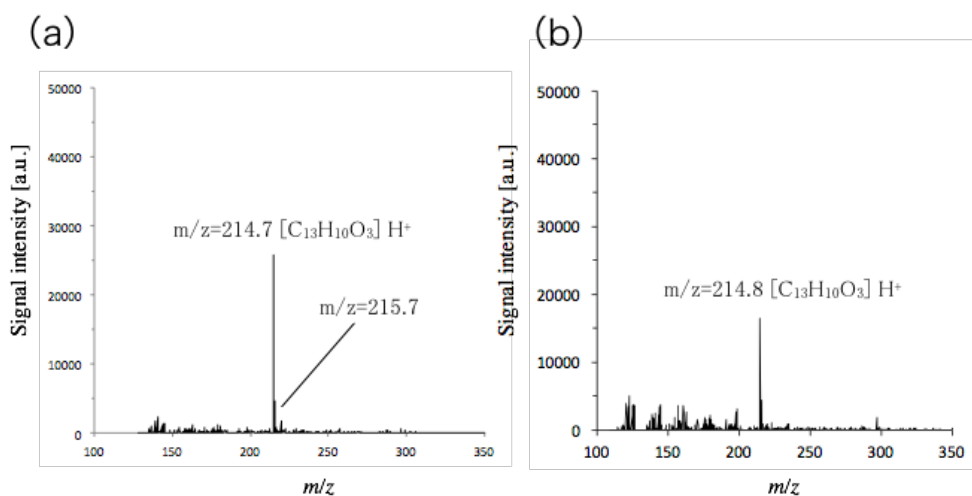 (a)
50000
40000
30000
20000
10000
0
100
150
200
250
300
350
Signal intensity [a.u.]
m/z
m/z=214.7 [C₁₃H₁₀O₃] H⁺
m/z=215.7
(b)
50000
40000
30000
20000
10000
0
100
150
200
250
300
350
Signal intensity [a.u.]
m/z
m/z=214.8 [C₁₃H₁₀O₃] H⁺